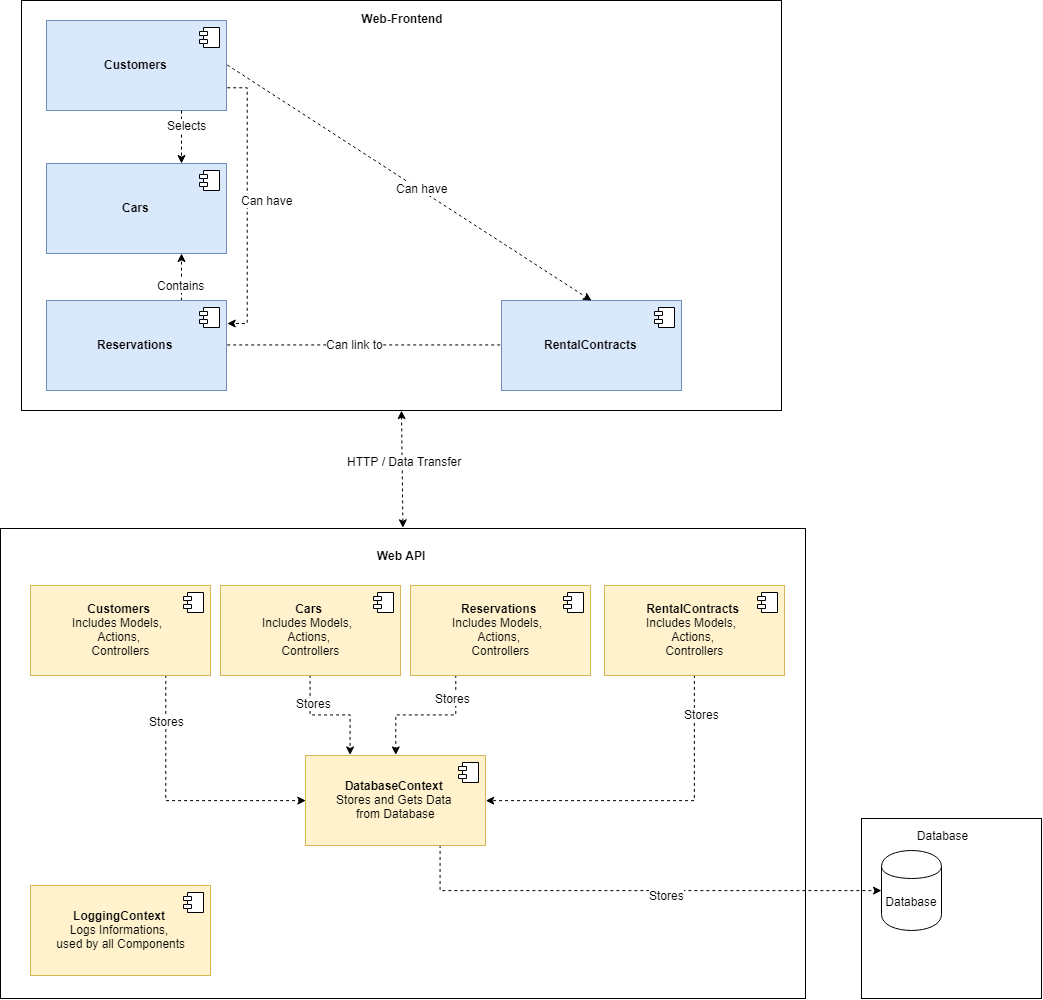 Web-Frontend
Customers
Selects
Cars
Can have
Can have
Contains
Reservations
Can link to
RentalContracts
HTTP / Data Transfer
Web API
Customers
Includes Models,
Actions,
Controllers
Cars
Includes Models,
Actions,
Controllers
Reservations
Includes Models,
Actions,
Controllers
RentalContracts
Includes Models,
Actions,
Controllers
Stores
Stores
Stores
Stores
DatabaseContext
Stores and Gets Data
from Database
Stores
Database
Database
LoggingContext
Logs Informations,
used by all Components